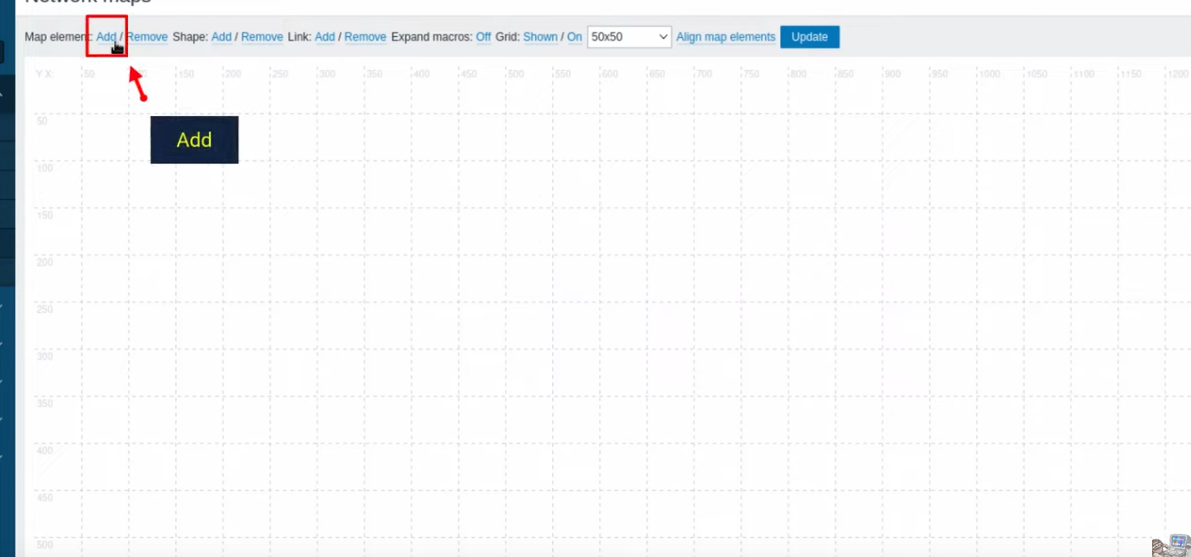 Network maps
Map element: Add / Remove Shape: Add / Remove Link: Add / Remove Expand macros: Off Grid: Shown / On 50x50 Align map elements Update
Y X: 50 150 200 250 300 350 400 450 500 550 600 650 700 750 800 850 900 950 1000 1050 1100 1150 1200
50
Add
100
150
200
250
300
350
400
450
500